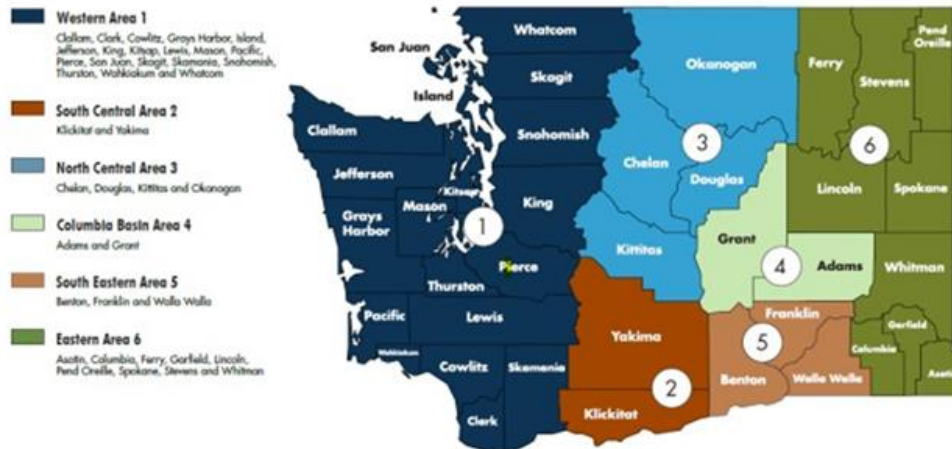 Western Area 1
Clallam, Clark, Cowlitz, Grays Harbor, Island,
Jefferson, King, Kitsap, Lewis, Mason, Pacific,
Pierce, San Juan, Skagit, Skamania, Snohomish,
Thurston, Wahkiakum and Whatcom
South Central Area 2
Klickitat and Yakima
North Central Area 3
Chelan, Douglas, Kittitas and Okanogan
Columbia Basin Area 4
Adams and Grant
South Eastern Area 5
Benton, Franklin and Walla Walla
Eastern Area 6
Asotin, Columbia, Ferry, Garfield, Lincoln,
Pend Oreille, Spokane, Stevens and Whitman
San Juan
Island
Whatcom
Skagit
Snohomish
Clallam
Jefferson
Kitsap
Mason
Grays
Harbor
King
1
Pierce
Thurston
Pacific
Lewis
Wahkiakum
Cowlitz
Skamania
Clerk
Okanogan
Chelan
3
Douglas
Kittitas
Yakima
2
Klickitat
Grant
4
Adams
Franklin
5
Benton
Walla Walla
Ferry
Stevens
Pend
Oreille
6
Lincoln
Spokane
Whitman
Garfield
Columbia
Asoti